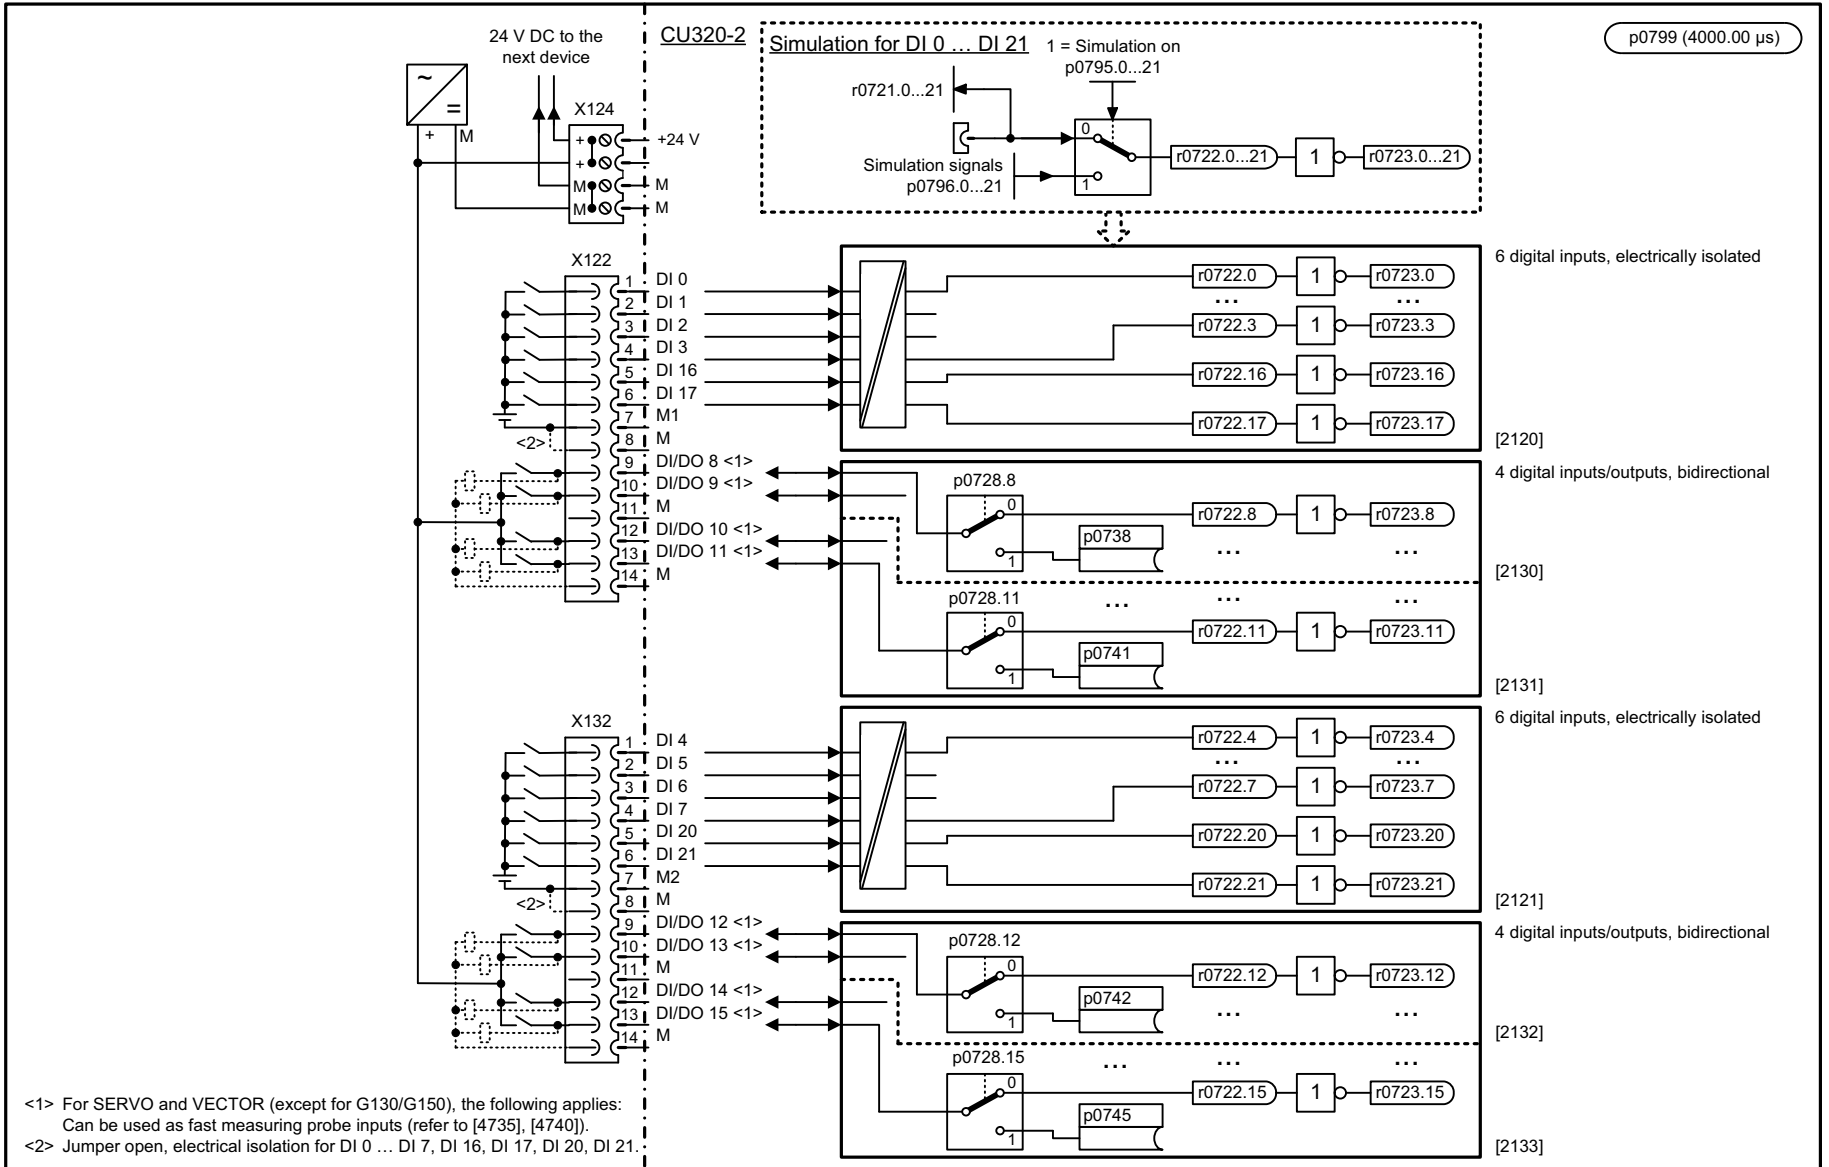 24 V DC to the
next device
CU320-2
Simulation for DI 0 ... DI 21
1 = Simulation on
p0795.0...21
p0799 (4000.00 µs)
r0721.0...21
~
=
+
M
X124
+
+24 V
+
M
M
M
M
0
1
Simulation signals
p0796.0...21
r0722.0...21
1
r0723.0...21
X122
1 DI 0
2 DI 1
3 DI 2
4 DI 3
5 DI 16
6 DI 17
7 M1
8 M
9 DI/DO 8 <1>
10 DI/DO 9 <1>
11 M
12 DI/DO 10 <1>
13 DI/DO 11 <1>
14 M
<2>
6 digital inputs, electrically isolated
r0722.0 1 r0723.0
... ...
r0722.3 1 r0723.3
r0722.16 1 r0723.16
r0722.17 1 r0723.17
[2120]
4 digital inputs/outputs, bidirectional
p0728.8
0
1
p0738
r0722.8 1 r0723.8
... ...
[2130]
p0728.11
... ... ...
0
1
p0741
r0722.11 1 r0723.11
[2131]
X132
1 DI 4
2 DI 5
3 DI 6
4 DI 7
5 DI 20
6 DI 21
7 M2
8 M
9 DI/DO 12 <1>
10 DI/DO 13 <1>
11 M
12 DI/DO 14 <1>
13 DI/DO 15 <1>
14 M
<2>
6 digital inputs, electrically isolated
r0722.4 1 r0723.4
... ...
r0722.7 1 r0723.7
r0722.20 1 r0723.20
r0722.21 1 r0723.21
[2121]
4 digital inputs/outputs, bidirectional
p0728.12
0
1
p0742
r0722.12 1 r0723.12
... ...
[2132]
p0728.15
... ... ...
0
1
p0745
r0722.15 1 r0723.15
[2133]
<1> For SERVO and VECTOR (except for G130/G150), the following applies:
Can be used as fast measuring probe inputs (refer to [4735], [4740]).
<2> Jumper open, electrical isolation for DI 0 ... DI 7, DI 16, DI 17, DI 20, DI 21.